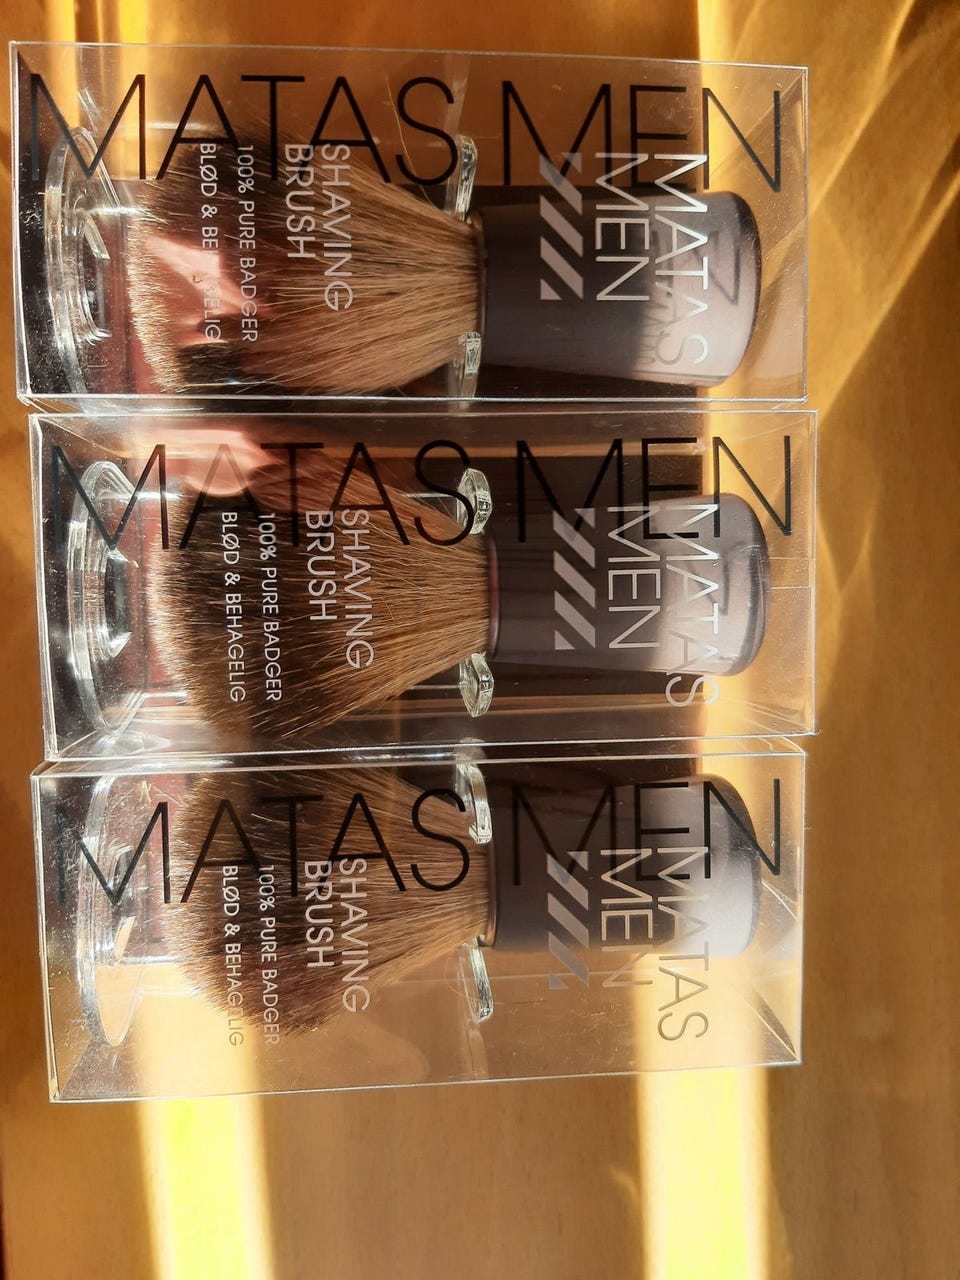 MATAS MEN
MATAS
MEN
SHAVING
BRUSH
100% PURE BADGER
BLØD & BEHAGELIG
MATAS MEN
MATAS
MEN
SHAVING
BRUSH
100% PURE BADGER
BLØD & BEHAGELIG
MATAS MEN
MATAS
MEN
SHAVING
BRUSH
100% PURE BADGER
BLØD & BEHAGELIG